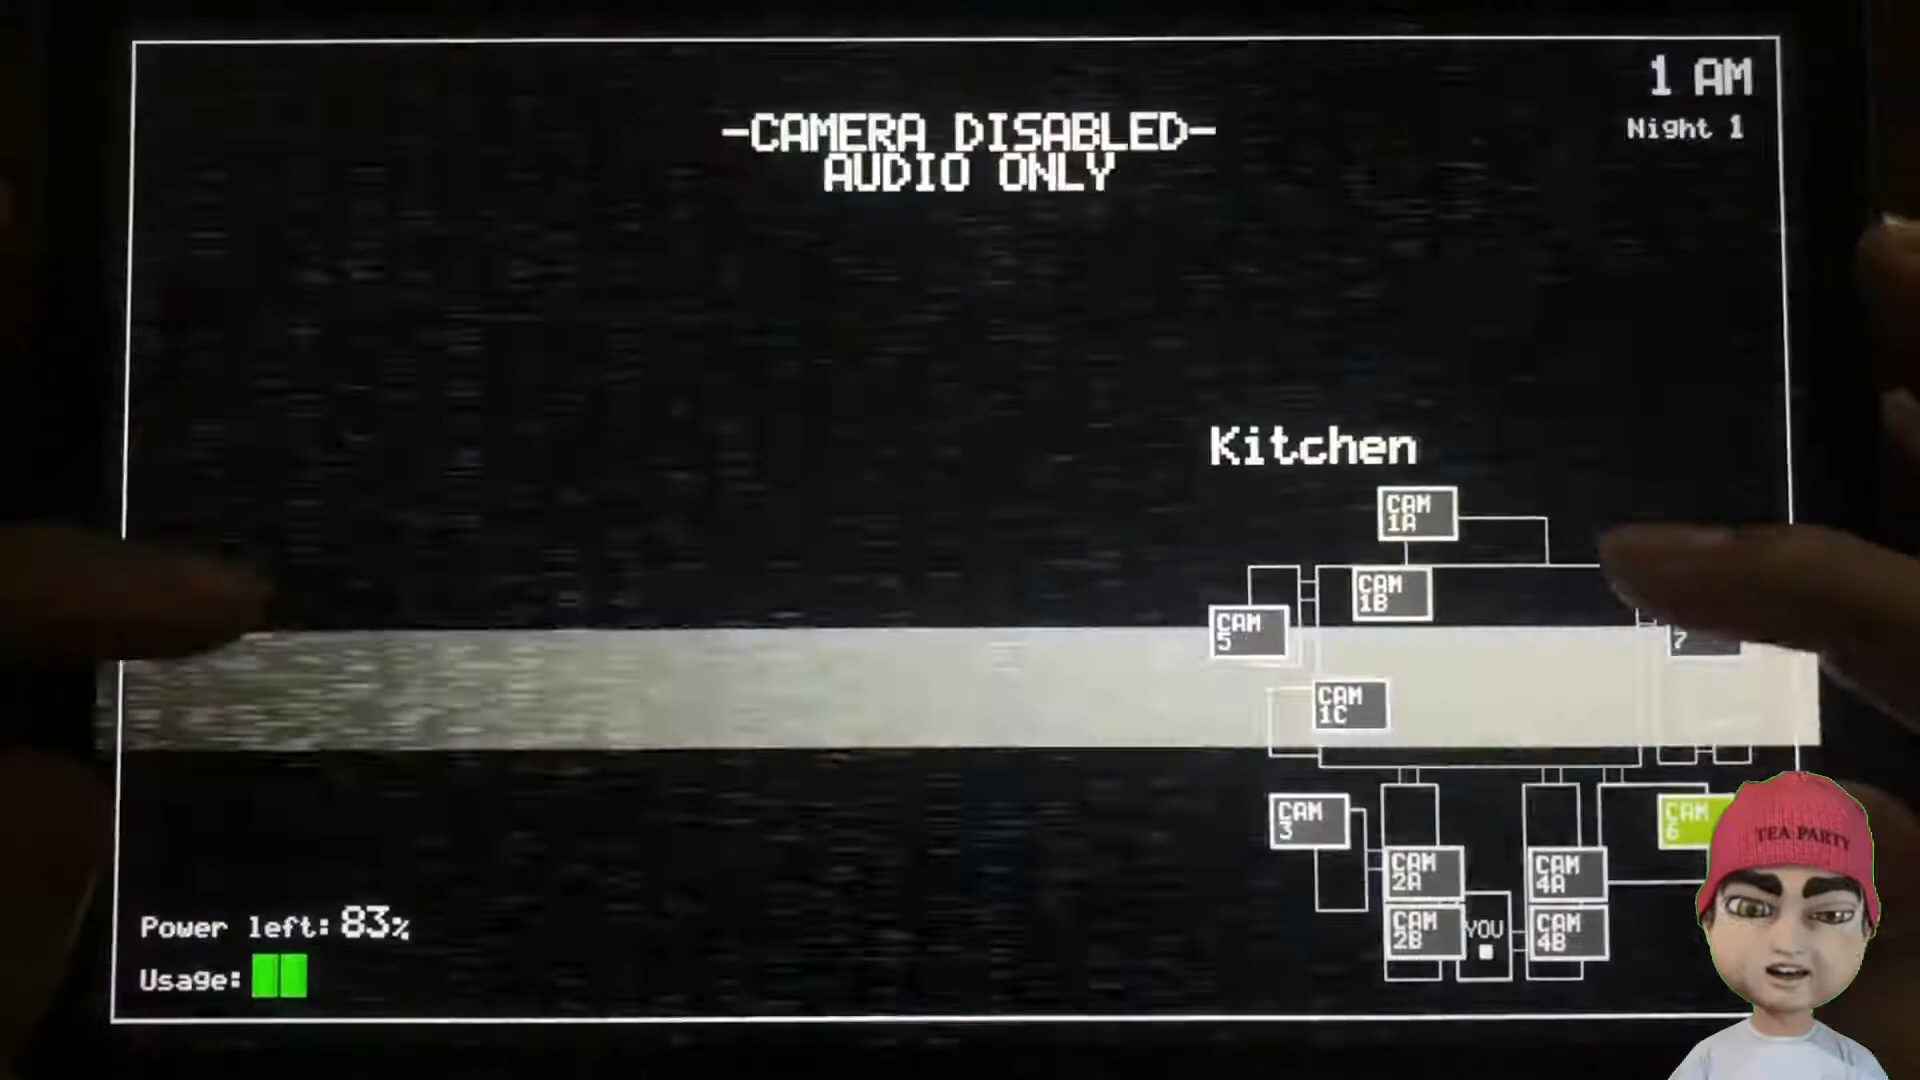 1 AM
Night 1
-CAMERA DISABLED-
AUDIO ONLY
Kitchen
CAM
1A
CAM
1B
CAM
5
7
CAM
1C
CAM
3
CAM
6
CAM
2A
CAM
4A
CAM
2B
YOU
CAM
4B
TEA PARTY
Power left: 83%
Usage: